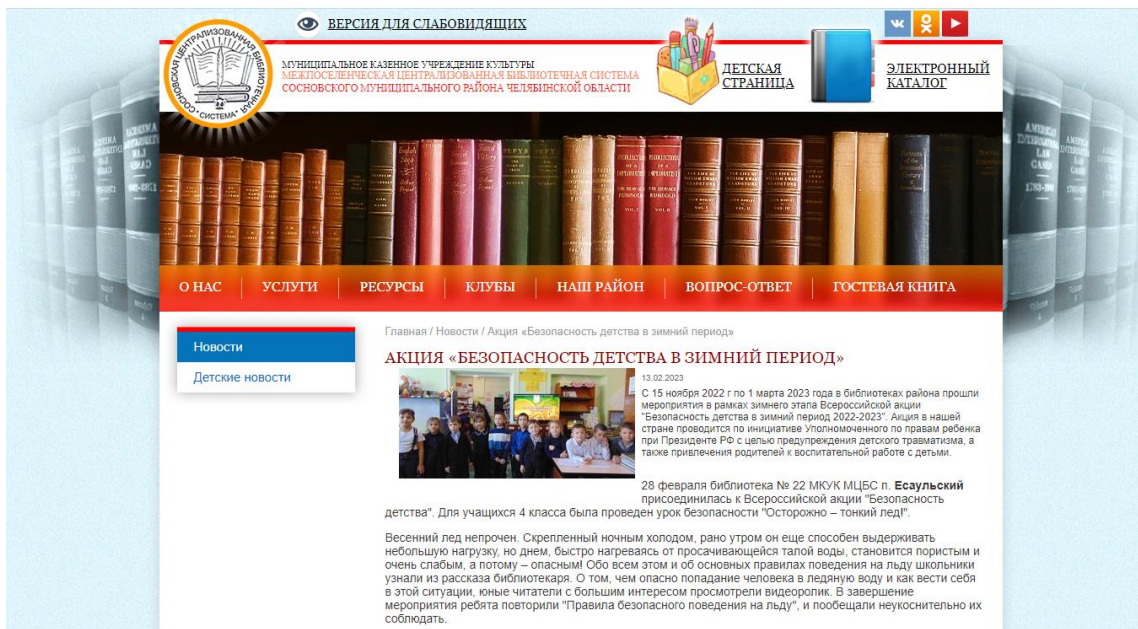 ВЕРСИЯ ДЛЯ СЛАБОВИДЯЩИХ
СОСНОВСКАЯ ЦЕНТРАЛИЗОВАННАЯ БИБЛИОТЕЧНАЯ СИСТЕМА
МУНИЦИПАЛЬНОЕ КАЗЕННОЕ УЧРЕЖДЕНИЕ КУЛЬТУРЫ
МЕЖПОСЕЛЕНЧЕСКАЯ ЦЕНТРАЛИЗОВАННАЯ БИБЛИОТЕЧНАЯ СИСТЕМА
СОСНОВСКОГО МУНИЦИПАЛЬНОГО РАЙОНА ЧЕЛЯБИНСКОЙ ОБЛАСТИ
ДЕТСКАЯ
СТРАНИЦА
ЭЛЕКТРОННЫЙ
КАТАЛОГ
О НАС
УСЛУГИ
РЕСУРСЫ
КЛУБЫ
НАШ РАЙОН
ВОПРОС-ОТВЕТ
ГОСТЕВАЯ КНИГА
Новости
Детские новости
Главная / Новости / Акция «Безопасность детства в зимний период»
АКЦИЯ «БЕЗОПАСНОСТЬ ДЕТСТВА В ЗИМНИЙ ПЕРИОД»
13.02.2023
С 15 ноября 2022 г по 1 марта 2023 года в библиотеках района прошли
мероприятия в рамках зимнего этапа Всероссийской акции
"Безопасность детства в зимний период 2022-2023". Акция в нашей
стране проводится по инициативе Уполномоченного по правам ребенка
при Президенте РФ с целью предупреждения детского травматизма, а
также привлечения родителей к воспитательной работе с детьми.
28 февраля библиотека № 22 МКУК МЦБС п. Есаульский
присоединилась к Всероссийской акции "Безопасность
детства". Для учащихся 4 класса была проведен урок безопасности "Осторожно – тонкий лед!".
Весенний лед непрочен. Скрепленный ночным холодом, рано утром он еще способен выдерживать
небольшую нагрузку, но днем, быстро нагреваясь от просачивающейся талой воды, становится пористым и
очень слабым, а потому – опасным! Обо всем этом и об основных правилах поведения на льду школьники
узнали из рассказа библиотекаря. О том, чем опасно попадание человека в ледяную воду и как вести себя
в этой ситуации, юные читатели с большим интересом просмотрели видеоролик. В завершение
мероприятия ребята повторили "Правила безопасного поведения на льду", и пообещали неукоснительно их
соблюдать.